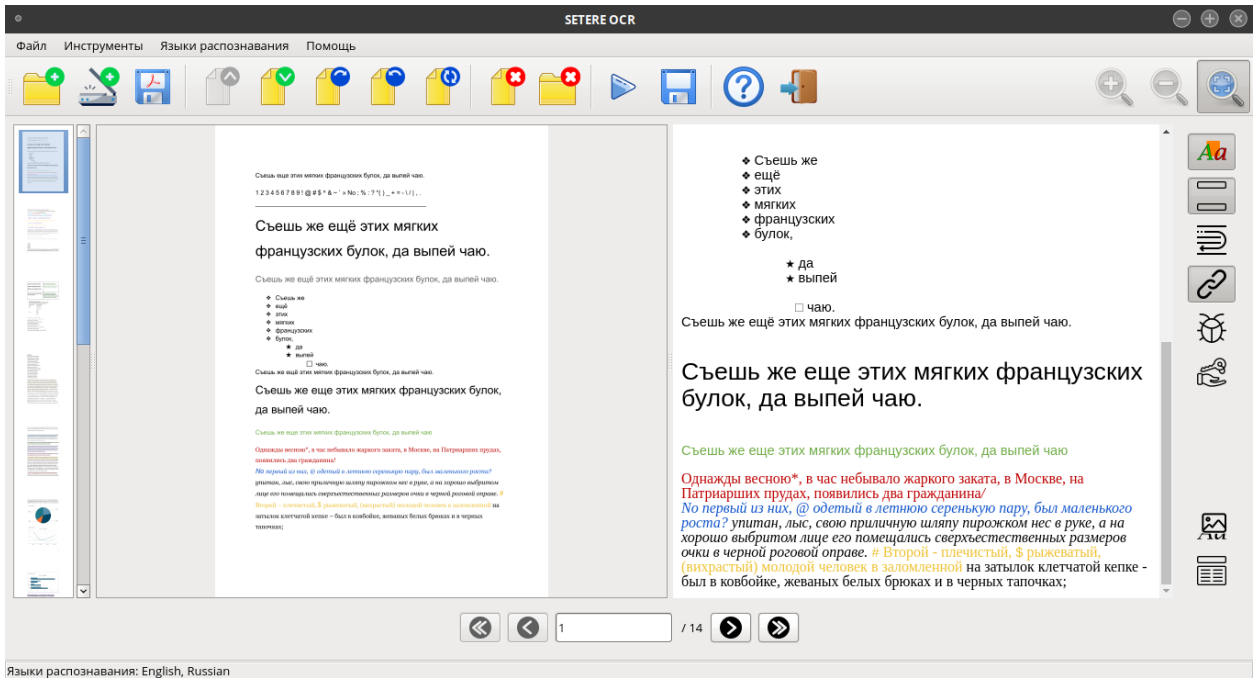 SETERE OCR
Файл Инструменты Языки распознавания Помощь
Съешь еще этих мягких французских булок, да выпей чаю.
1 2 3 4 5 6 7 8 9 ! @ # $ ^ & ~ ` » No ; % : ? *( ) _ + = - \ / | , .
Съешь же ещё этих мягких
французских булок, да выпей чаю.
Съешь же ещё этих мягких французских булок, да выпей чаю.
❖ Съешь же
❖ ещё
❖ этих
❖ мягких
❖ французских
❖ булок,
★ да
★ выпей
☐ чаю.
Съешь же ещё этих мягких французских булок, да выпей чаю.
Съешь же еще этих мягких французских булок,
да выпей чаю.
Съешь же еще этих мягких французских булок, да выпей чаю
Однажды весною*, в час небывало жаркого заката, в Москве, на Патриарших прудах,
появились два гражданина/
No первый из них, @ одетый в летнюю серенькую пару, был маленького роста?
упитан, лыс, свою приличную шляпу пирожком нес в руке, а на хорошо выбритом
лице его помещались сверхъестественных размеров очки в черной роговой оправе. #
Второй – плечистый, $ рыжеватый, (вихрастый) молодой человек в заломленной на
затылок клетчатой кепке – был в ковбойке, жеваных белых брюках и в черных
тапочках;
❖ Съешь же
❖ ещё
❖ этих
❖ мягких
❖ французских
❖ булок,
★ да
★ выпей
☐ чаю.
Съешь же ещё этих мягких французских булок, да выпей чаю.
Съешь же еще этих мягких французских
булок, да выпей чаю.
Съешь же еще этих мягких французских булок, да выпей чаю
Однажды весною*, в час небывало жаркого заката, в Москве, на
Патриарших прудах, появились два гражданина/
No первый из них, @ одетый в летнюю серенькую пару, был маленького
роста? упитан, лыс, свою приличную шляпу пирожком нес в руке, а на
хорошо выбритом лице его помещались сверхъестественных размеров
очки в черной роговой оправе. # Второй - плечистый, $ рыжеватый,
(вихрастый) молодой человек в заломленной на затылок клетчатой кепке -
был в ковбойке, жеваных белых брюках и в черных тапочках;
Aa
Aa
1 / 14
Языки распознавания: English, Russian